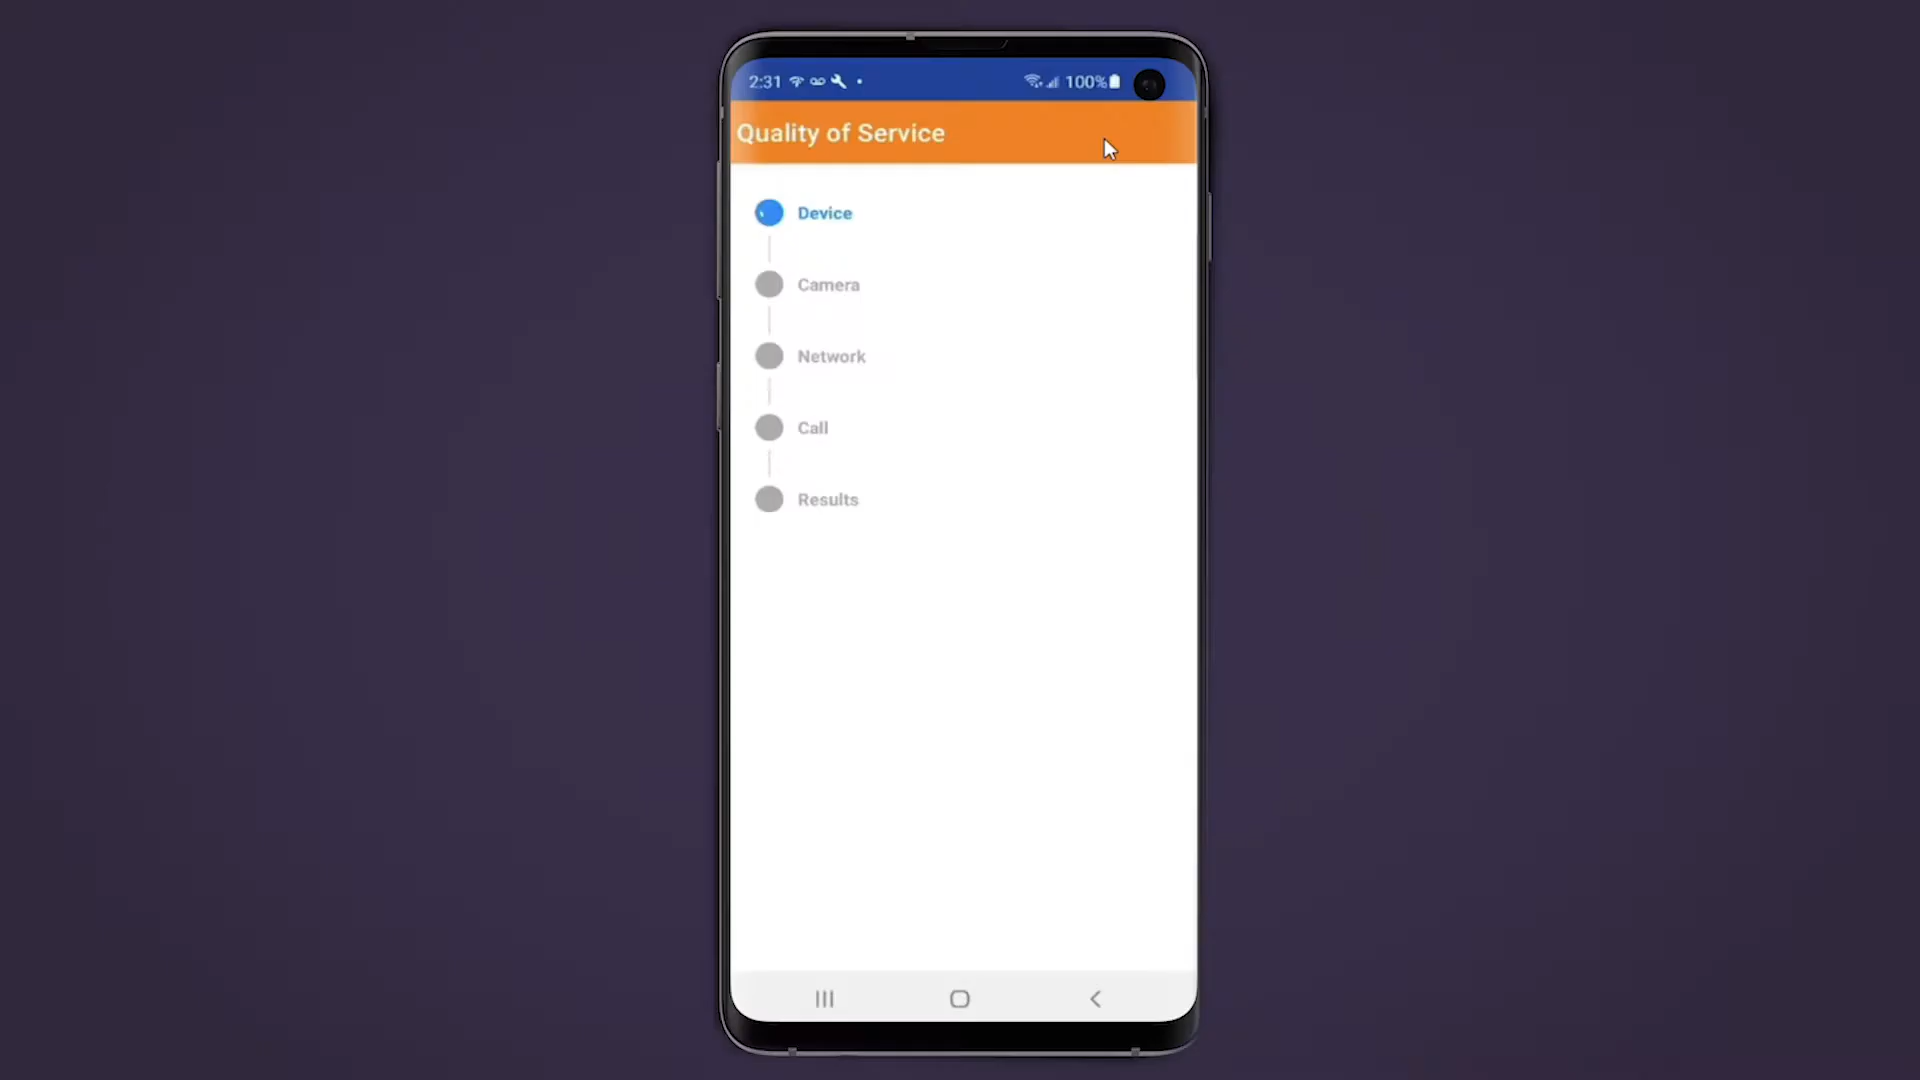 2:31
100%
Quality of Service
Device
Camera
Network
Call
Results